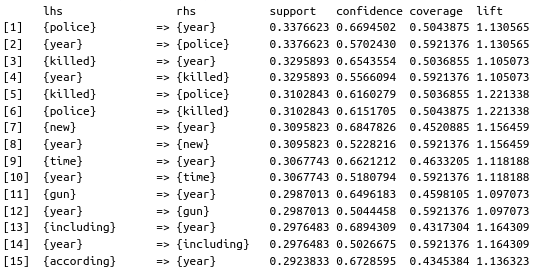 lhs rhs support confidence coverage lift
[1] {police} => {year} 0.3376623 0.6694502 0.5043875 1.130565
[2] {year} => {police} 0.3376623 0.5702430 0.5921376 1.130565
[3] {killed} => {year} 0.3295893 0.6543554 0.5036855 1.105073
[4] {year} => {killed} 0.3295893 0.5566094 0.5921376 1.105073
[5] {killed} => {police} 0.3102843 0.6160279 0.5036855 1.221338
[6] {police} => {killed} 0.3102843 0.6151705 0.5043875 1.221338
[7] {new} => {year} 0.3095823 0.6847826 0.4520885 1.156459
[8] {year} => {new} 0.3095823 0.5228216 0.5921376 1.156459
[9] {time} => {year} 0.3067743 0.6621212 0.4633205 1.118188
[10] {year} => {time} 0.3067743 0.5180794 0.5921376 1.118188
[11] {gun} => {year} 0.2987013 0.6496183 0.4598105 1.097073
[12] {year} => {gun} 0.2987013 0.5044458 0.5921376 1.097073
[13] {including} => {year} 0.2976483 0.6894309 0.4317304 1.164309
[14] {year} => {including} 0.2976483 0.5026675 0.5921376 1.164309
[15] {according} => {year} 0.2923833 0.6728595 0.4345384 1.136323